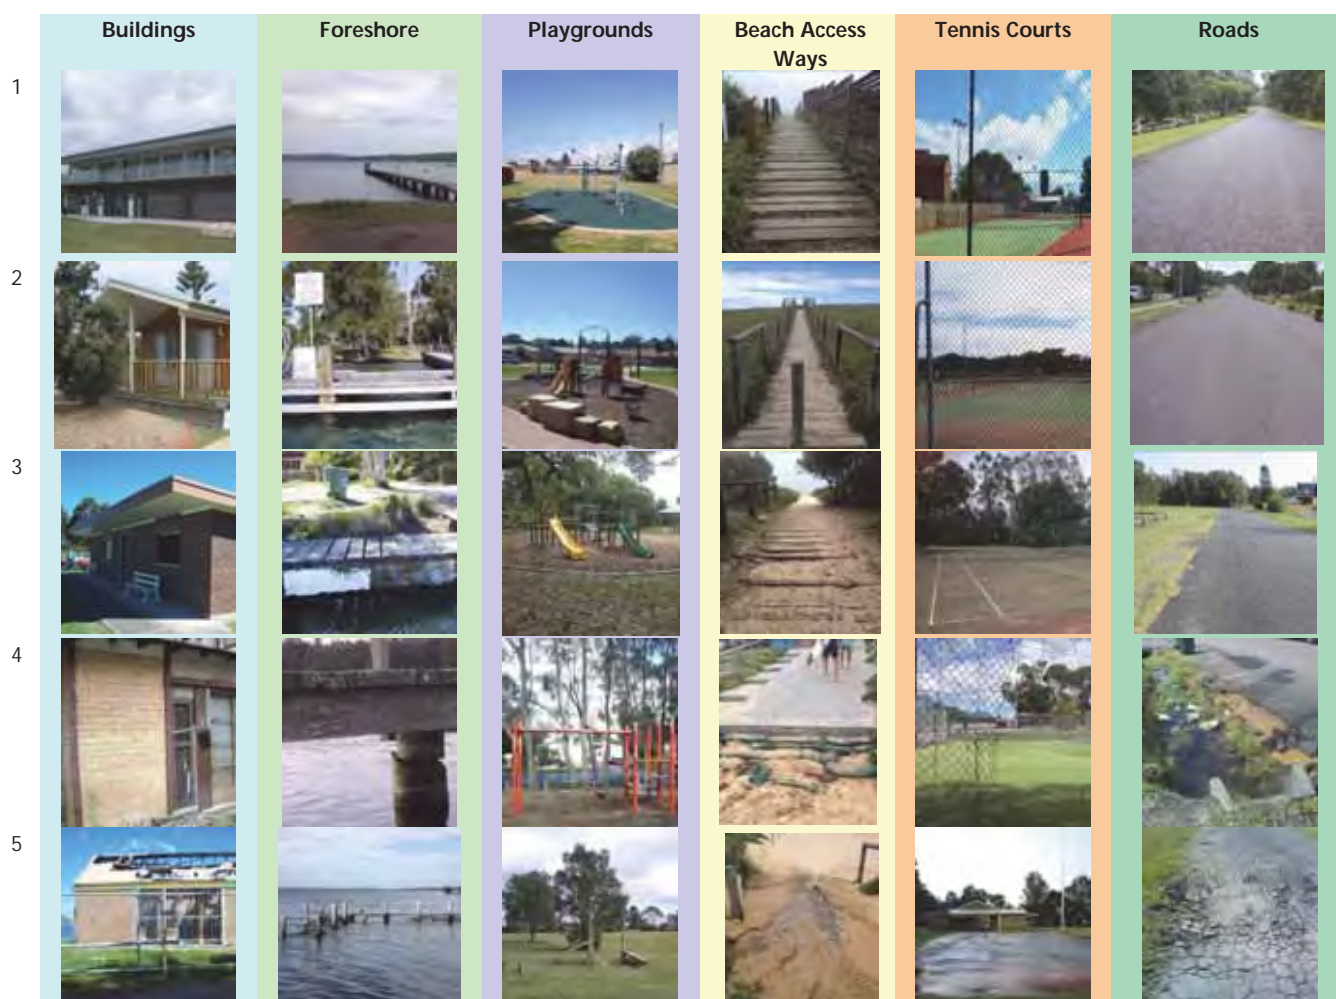 Buildings
Foreshore
Playgrounds
Beach Access
Ways
Tennis Courts
Roads
1
2
3
4
5